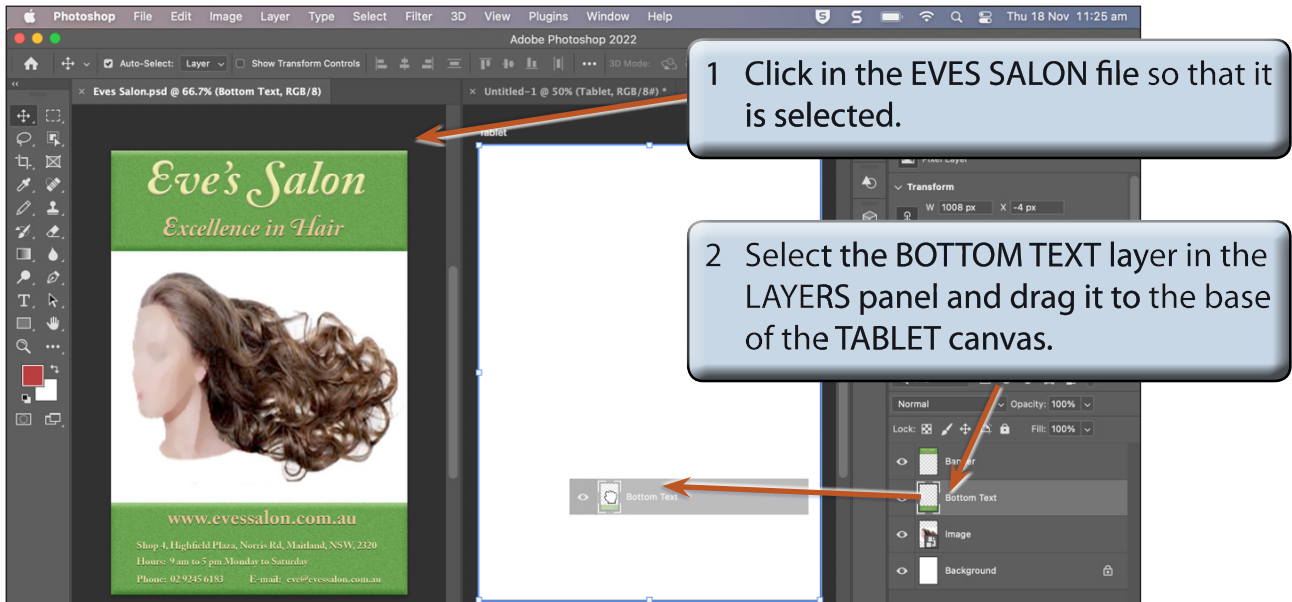 Photoshop File Edit Image Layer Type Select Filter 3D View Plugins Window Help Thu 18 Nov 11:25 am
Adobe Photoshop 2022
Auto-Select: Layer Show Transform Controls 3D Mode:
Eves Salon.psd @ 66.7% (Bottom Text, RGB/8)
Untitled-1 @ 50% (Tablet, RGB/8#) *
1 Click in the EVES SALON file so that it
is selected.
Tablet
Eve's Salon
Excellence in Hair
Pixel Layer
Transform
W 1008 px X -4 px
2 Select the BOTTOM TEXT layer in the
LAYERS panel and drag it to the base
of the TABLET canvas.
Normal Opacity: 100%
Lock: Fill: 100%
Banner
Bottom Text
Bottom Text
Image
Background
www.evessalon.com.au
Shop 4, Highfield Plaza, Norris Rd, Maitland, NSW, 2320
Hours: 9 am to 5 pm Monday to Saturday
Phone: 02 9245 6183 E-mail: eve@evessalon.com.au